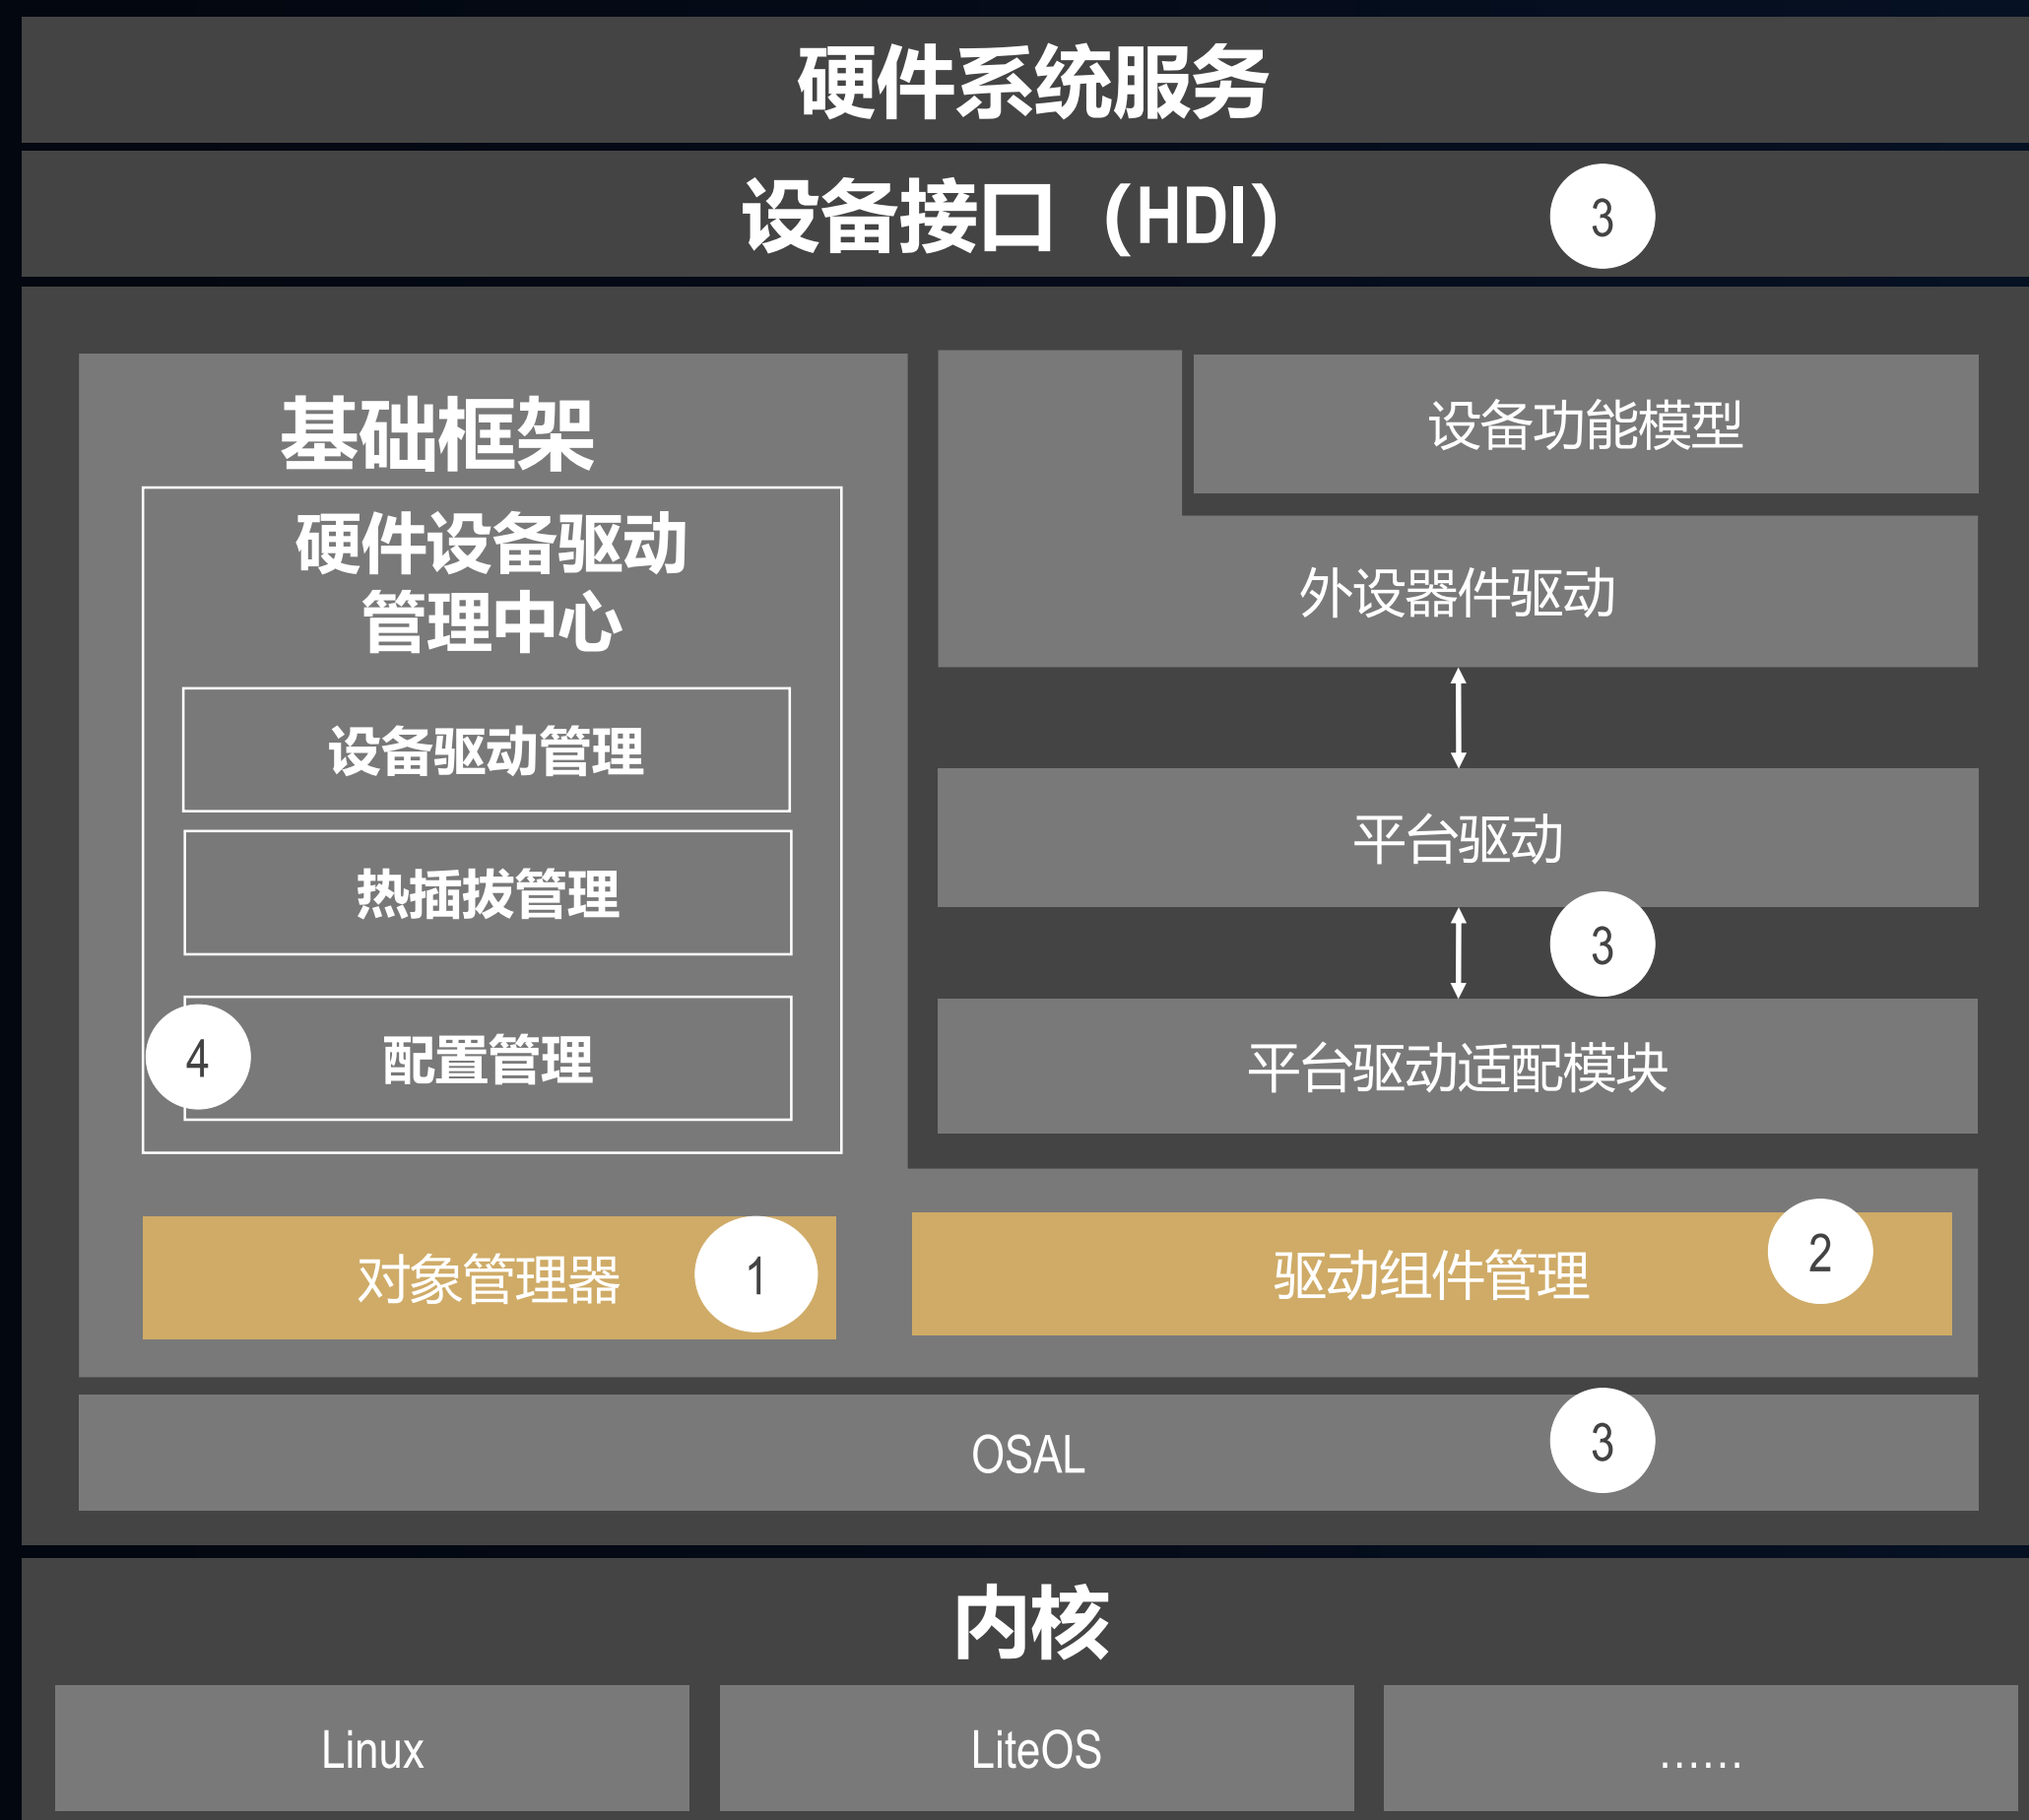 硬件系统服务
设备接口（HDI）
3
基础框架
硬件设备驱动
管理中心
设备驱动管理
热插拔管理
4
配置管理
设备功能模型
外设器件驱动
平台驱动
3
平台驱动适配模块
对象管理器
1
驱动组件管理
2
OSAL
3
内核
Linux
LiteOS
……